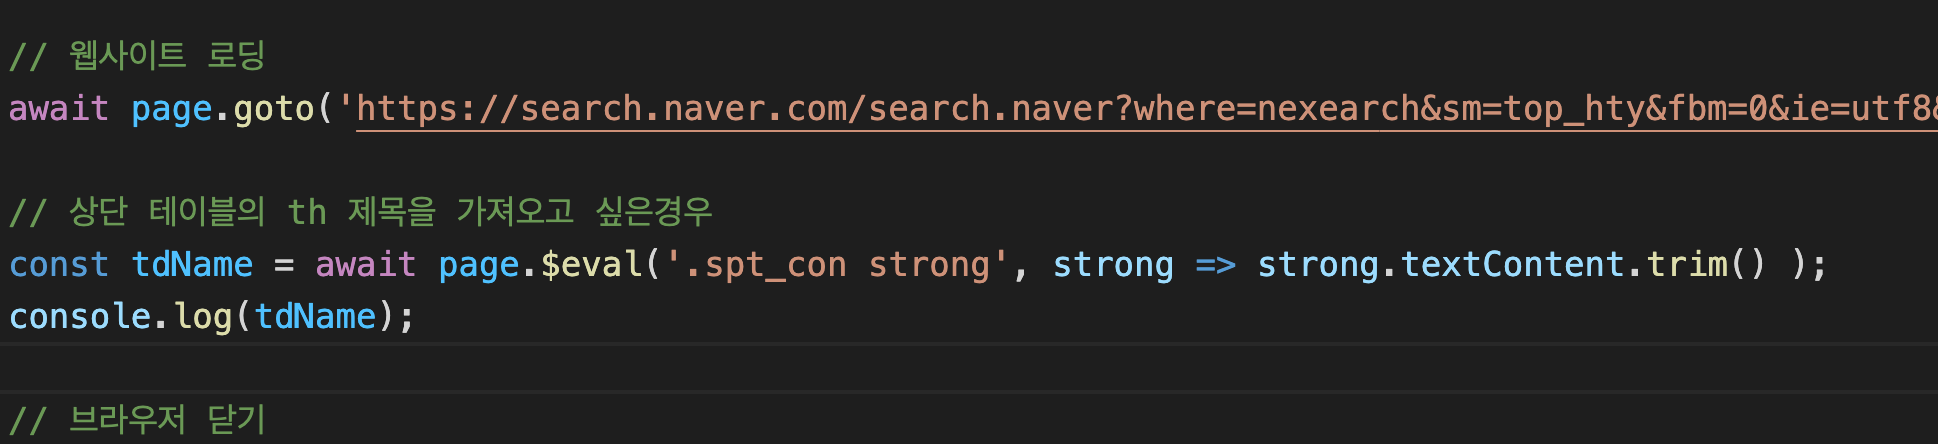 // 웹사이트 로딩
await page.goto('https://search.naver.com/search.naver?where=nexearch&sm=top_hty&fbm=0&ie=utf8&
// 상단 테이블의 th 제목을 가져오고 싶은경우
const tdName = await page.$eval('.spt_con strong', strong => strong.textContent.trim() );
console.log(tdName);
// 브라우저 닫기